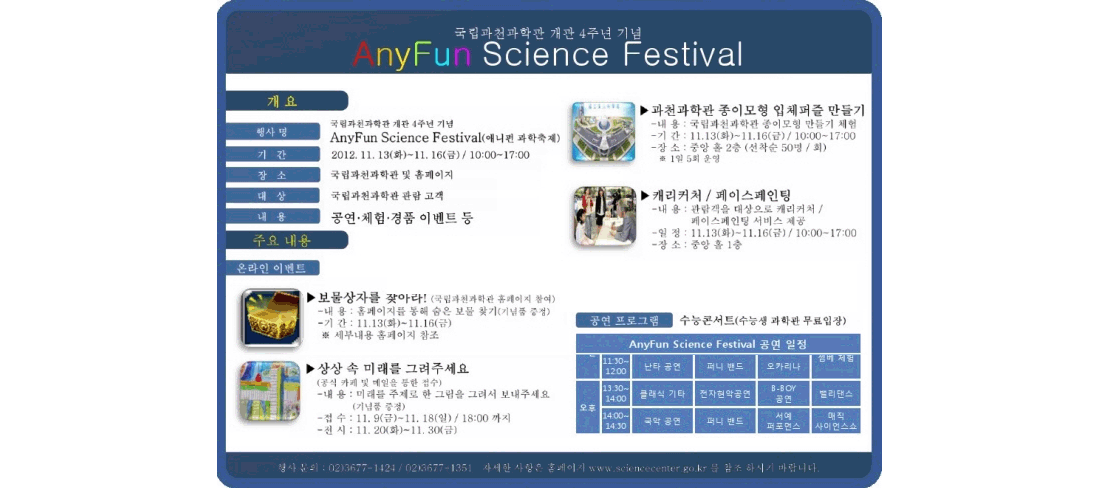 국립과천과학관 개관 4주년 기념
AnyFun Science Festival
개 요
행사 명
국립과천과학관 개관 4주년 기념
AnyFun Science Festival(애니펀 과학축제)
기 간
2012. 11. 13(화)~11. 16(금) / 10:00~17:00
장 소
국립과천과학관 및 홈페이지
대 상
국립과천과학관 관람 고객
내 용
공연·체험·경품 이벤트 등
주요 내용
온라인 이벤트
▶보물상자를 찾아라! (국립과천과학관 홈페이지 참여)
-내 용 : 홈페이지를 통해 숨은 보물 찾기(기념품 증정)
-기 간 : 11.13(화)~11.16(금)
※ 세부내용 홈페이지 참조
▶상상 속 미래를 그려주세요
(공식 카페 및 메일을 통한 접수)
-내 용 : 미래를 주제로 한 그림을 그려서 보내주세요
(기념품 증정)
-접 수 : 11. 9(금)~11. 18(일) / 18:00 까지
-전 시 : 11. 20(화)~11. 30(금)
▶과천과학관 종이모형 입체퍼즐 만들기
-내 용 : 국립과천과학관 종이모형 만들기 체험
-기 간 : 11.13(화)~11.16(금) / 10:00~17:00
-장 소 : 중앙 홀 2층 (선착순 50명 / 회)
※ 1일 5회 운영
▶캐리커처 / 페이스페인팅
-내 용 : 관람객을 대상으로 캐리커처 /
페이스페인팅 서비스 제공
-일 정 : 11.13(화)~11.16(금) / 10:00~17:00
-장 소 : 중앙 홀 1층
공연 프로그램 수능콘서트(수능생 과학관 무료입장)
AnyFun Science Festival 공연 일정
11:30~12:00 난타 공연 퍼니 밴드 오카리나 젬베 체험
오후 13:30~14:00 클래식 기타 전자현악공연 B-BOY 공연 밸리댄스
14:00~14:30 국악 공연 퍼니 밴드 서예 퍼포먼스 매직 사이언스쇼
행사 문의 : 02)3677-1424 / 02)3677-1351 자세한 사항은 홈페이지 www.sciencecenter.go.kr 를 참조 하시기 바랍니다.